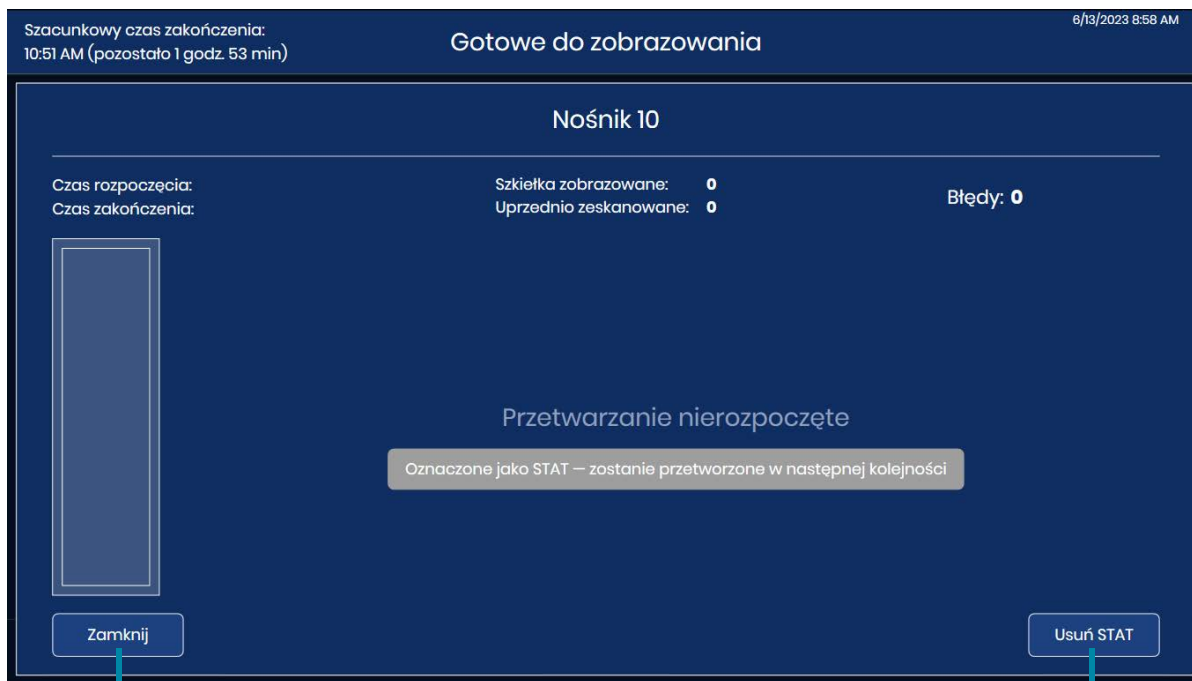 6/13/2023 8:58 AM
Szacunkowy czas zakończenia:
10:51 AM (pozostało 1 godz. 53 min)
Gotowe do zobrazowania
Nośnik 10
Czas rozpoczęcia:
Czas zakończenia:
Szkiełka zobrazowane: 0
Uprzednio zeskanowane: 0
Błędy: 0
Przetwarzanie nierozpoczęte
Oznaczone jako STAT — zostanie przetworzone w następnej kolejności
Zamknij
Usuń STAT